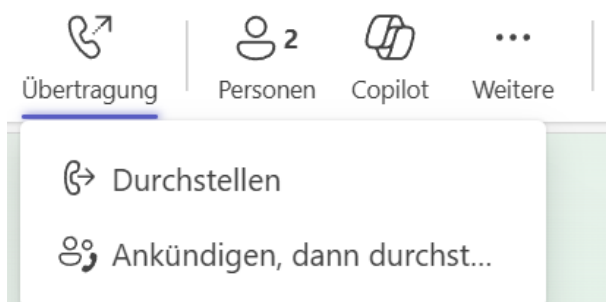 2
Übertragung Personen Copilot Weitere
Durchstellen
Ankündigen, dann durchst...